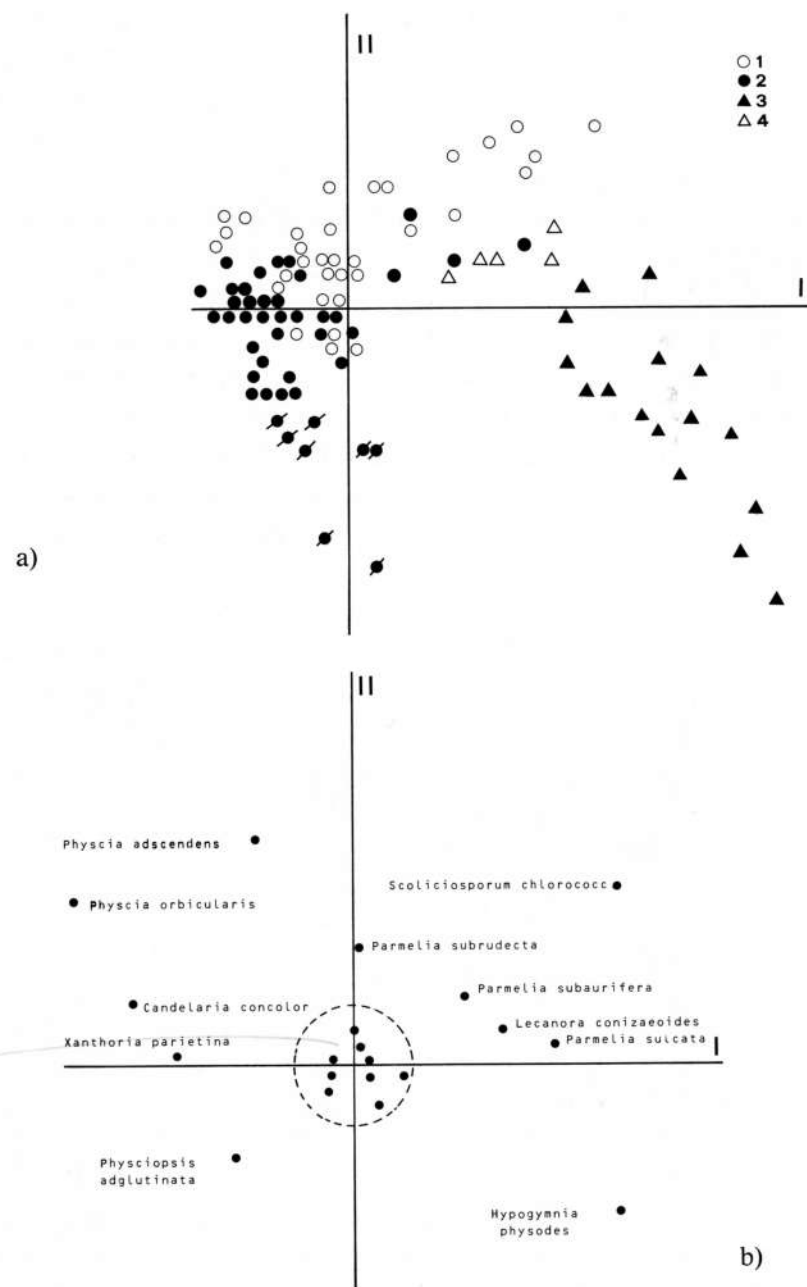 II
○ 1
● 2
▲ 3
△ 4
I
a)
II
Physcia adscendens
Scoliciosporum chlorococc
Physcia orbicularis
Parmelia subrudecta
Parmelia subaurifera
Candelaria concolor
Lecanora conizaeoides
Xanthoria parietina
Parmelia sulcata
I
Physciopsis
adglutinata
Hypogymnia
physodes
b)